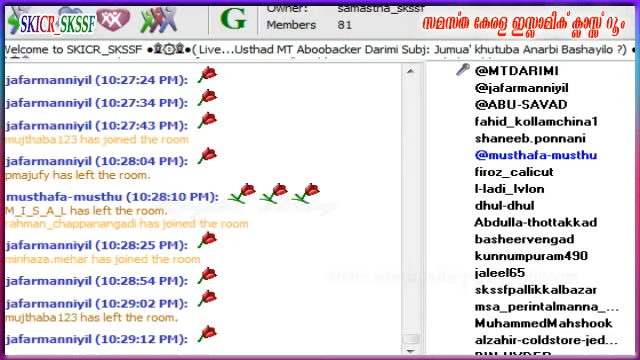 SKICR_SKSSF
Owner: samastha_skssf
Members 81
സമസ്ത കേരള ഇസ്ലാമിക് ക്ലാസ്സ് റൂം
Welcome to SKICR_SKSSF ●۩۞۩●( Live...Usthad MT Aboobacker Darimi Subj: Jumua' khutuba Anarbi Bashayilo ?)
jafarmanniyil (10:27:24 PM):
jafarmanniyil (10:27:34 PM):
jafarmanniyil (10:27:43 PM):
mujthaba123 has joined the room
jafarmanniyil (10:28:04 PM):
pmajufy has left the room.
musthafa-musthu (10:28:10 PM):
M_I_S_A_L has left the room.
rahman_chappanangadi has joined the room
jafarmanniyil (10:28:25 PM):
minhaza.mehar has joined the room
jafarmanniyil (10:28:54 PM):
jafarmanniyil (10:29:02 PM):
mujthaba123 has left the room.
jafarmanniyil (10:29:12 PM):
@MTDARIMI
@jafarmanniyil
@ABU-SAVAD
fahid_kollamchina1
shaneeb.ponnani
@musthafa-musthu
firoz_calicut
l-ladi_lvlon
dhul-dhul
Abdulla-thottakkad
basheervengad
kunnumpuram490
jaleel65
skssfpallikkalbazar
msa_perintalmanna_...
MuhammedMahshook
alzahir-coldstore-jed...